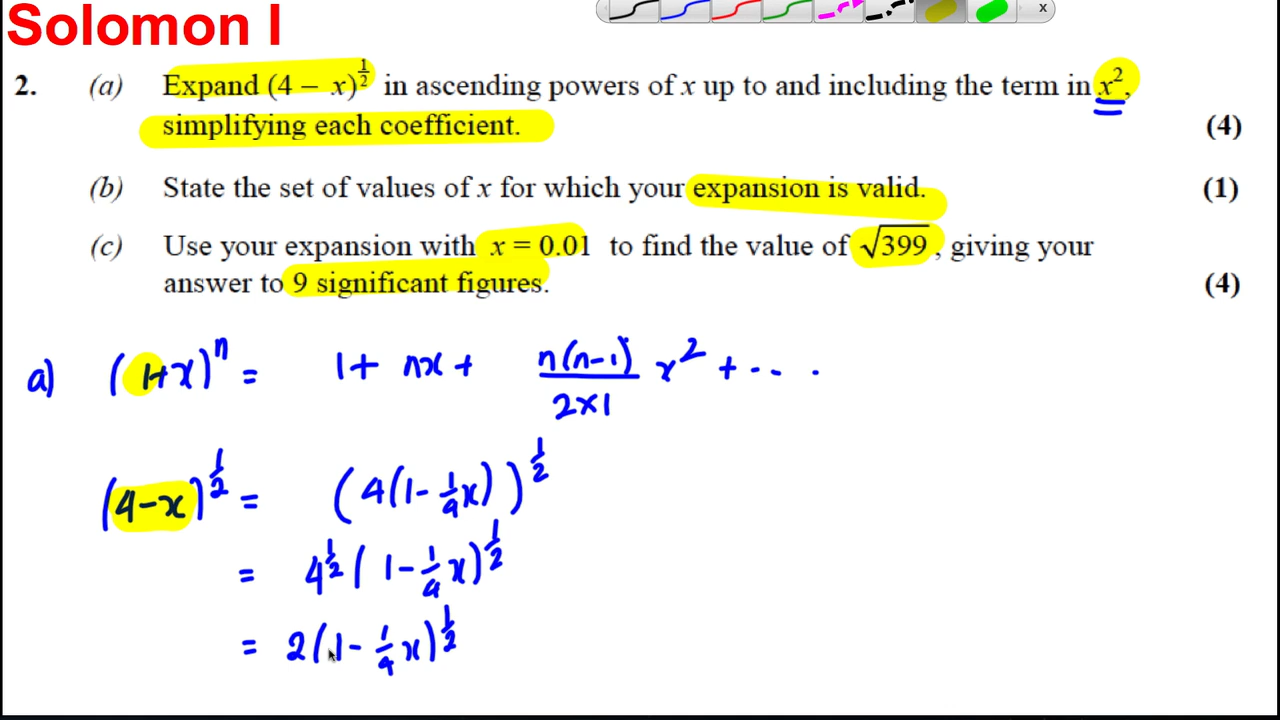 Solomon I
x
2. (a) Expand (4 − x)^{1/2} in ascending powers of x up to and including the term in x²,
simplifying each coefficient. (4)
(b) State the set of values of x for which your expansion is valid. (1)
(c) Use your expansion with x = 0.01 to find the value of √399, giving your
answer to 9 significant figures. (4)
a) (1+x)^n = 1 + nx + n(n-1)/2×1 x² + ....
(4-x)^{1/2} = (4(1-1/4x))^{1/2}
= 4^{1/2}(1-1/4x)^{1/2}
= 2(1-1/4x)^{1/2}